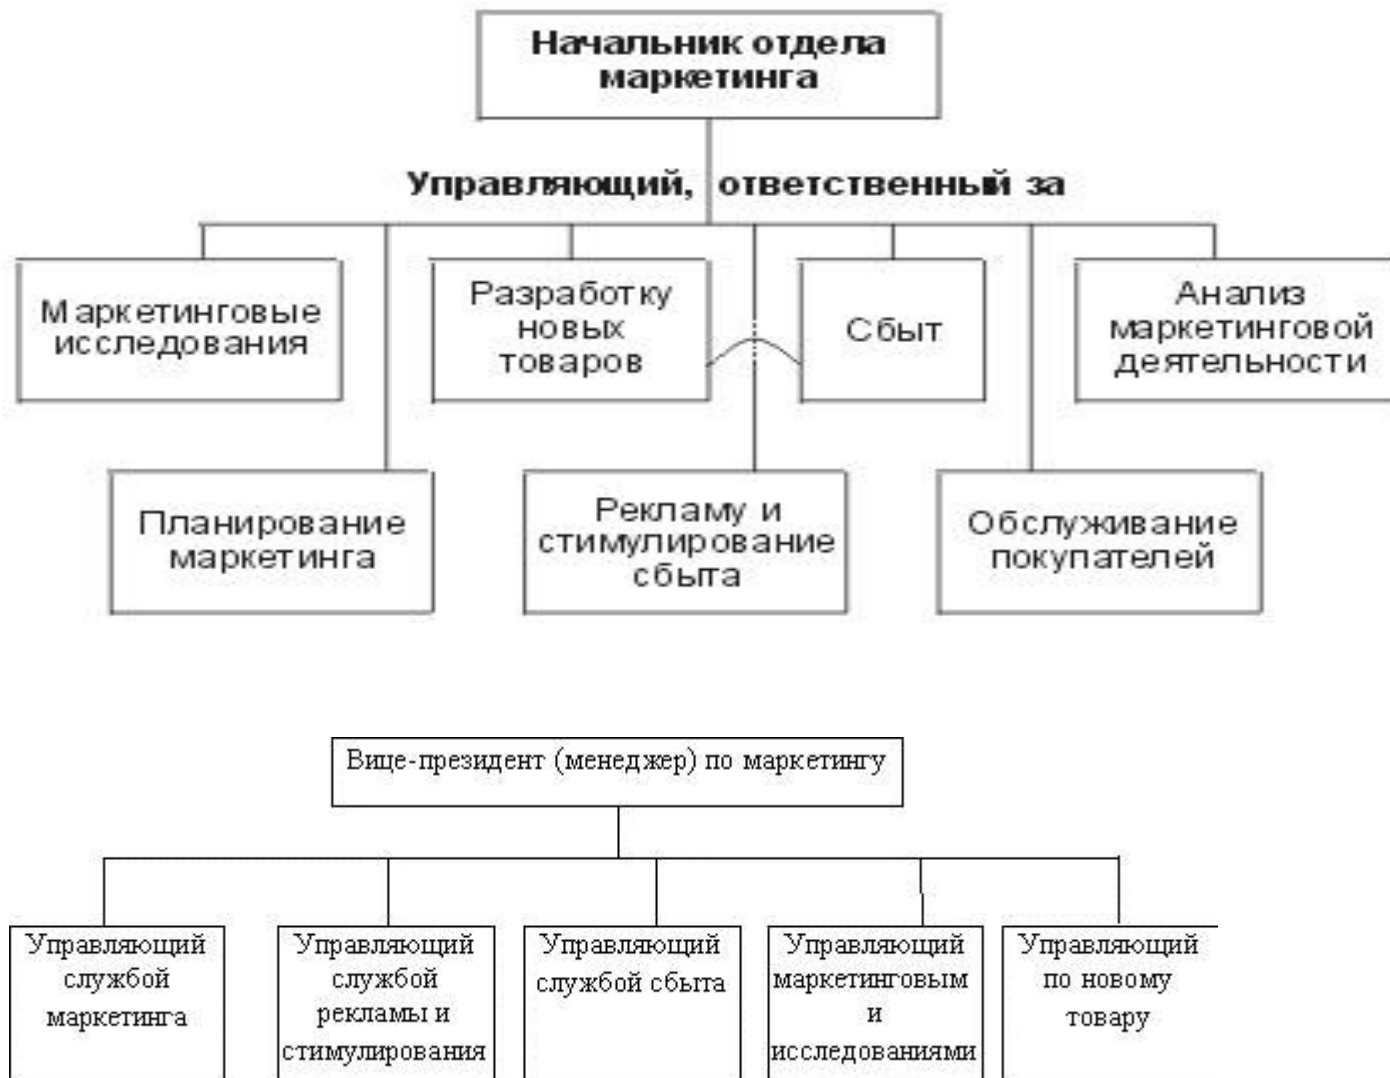 Начальник отдела
маркетинга
Управляющий, ответственный за
Маркетинговые
исследования
Разработку
новых
товаров
Сбыт
Анализ
маркетинговой
деятельности
Планирование
маркетинга
Рекламу и
стимулирование
сбыта
Обслуживание
покупателей
Вице-президент (менеджер) по маркетингу
Управляющий
службой
маркетинга
Управляющий
службой
рекламы и
стимулирования
Управляющий
службой сбыта
Управляющий
маркетинговым
и
исследованиями
Управляющий
по новому
товару